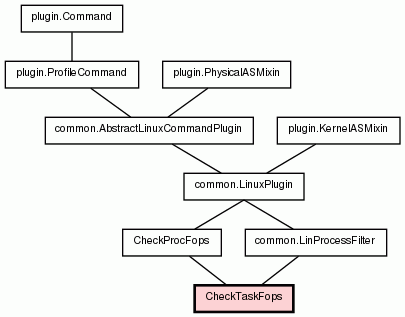 plugin.Command
plugin.ProfileCommand
plugin.PhysicalASMixin
common.AbstractLinuxCommandPlugin
plugin.KernelASMixin
common.LinuxPlugin
CheckProcFops
common.LinProcessFilter
CheckTaskFops